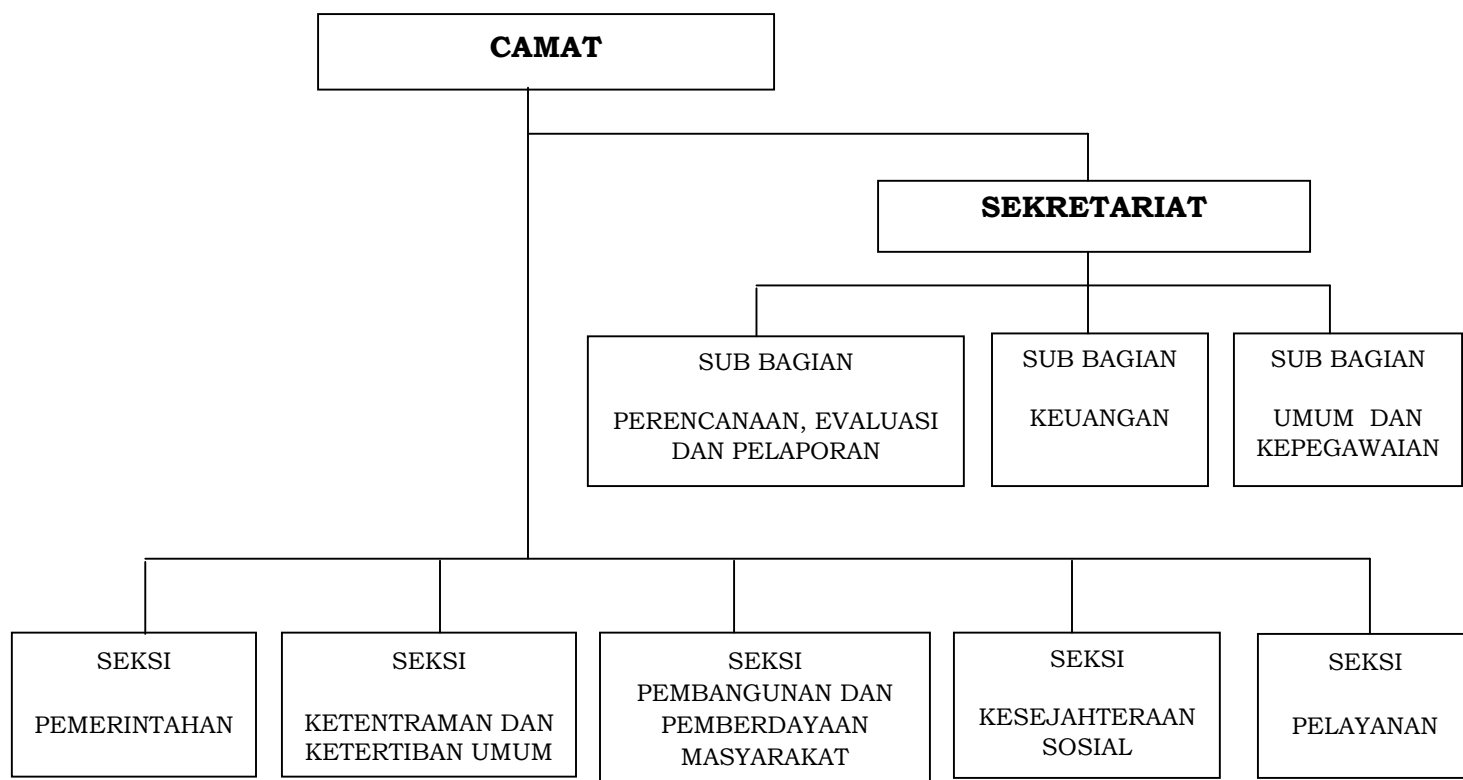 CAMAT
SEKRETARIAT
SUB BAGIAN
PERENCANAAN, EVALUASI
DAN PELAPORAN
SUB BAGIAN
KEUANGAN
SUB BAGIAN
UMUM DAN
KEPEGAWAIAN
SEKSI
PEMERINTAHAN
SEKSI
KETENTRAMAN DAN
KETERTIBAN UMUM
SEKSI
PEMBANGUNAN DAN
PEMBERDAYAAN
MASYARAKAT
SEKSI
KESEJAHTERAAN
SOSIAL
SEKSI
PELAYANAN